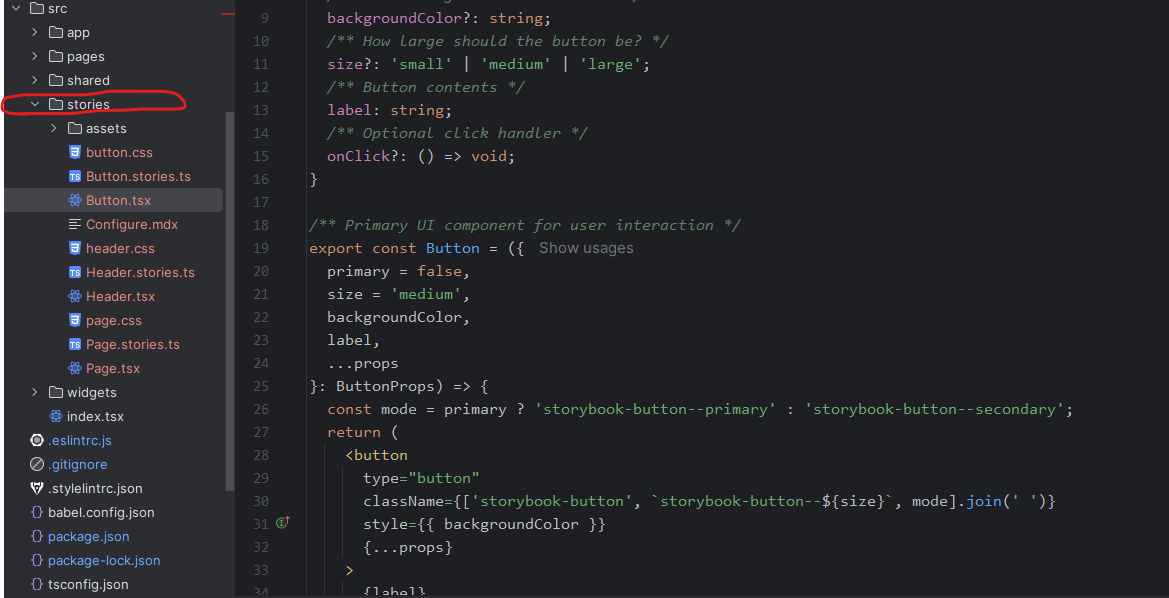 src
app
pages
shared
stories
assets
button.css
Button.stories.ts
Button.tsx
Configure.mdx
header.css
Header.stories.ts
Header.tsx
page.css
Page.stories.ts
Page.tsx
widgets
index.tsx
.eslintrc.js
.gitignore
.stylelintrc.json
babel.config.json
package.json
package-lock.json
tsconfig.json
9 backgroundColor?: string;
10 /** How large should the button be? */
11 size?: 'small' | 'medium' | 'large';
12 /** Button contents */
13 label: string;
14 /** Optional click handler */
15 onClick?: () => void;
16 }
17
18 /** Primary UI component for user interaction */
19 export const Button = ({ Show usages
20 primary = false,
21 size = 'medium',
22 backgroundColor,
23 label,
24 ...props
25 }: ButtonProps) => {
26 const mode = primary ? 'storybook-button--primary' : 'storybook-button--secondary';
27 return (
28 <button
29 type="button"
30 className={['storybook-button', `storybook-button--${size}`, mode].join(' ')}
31 style={{ backgroundColor }}
32 {...props}
33 >
34 {label}